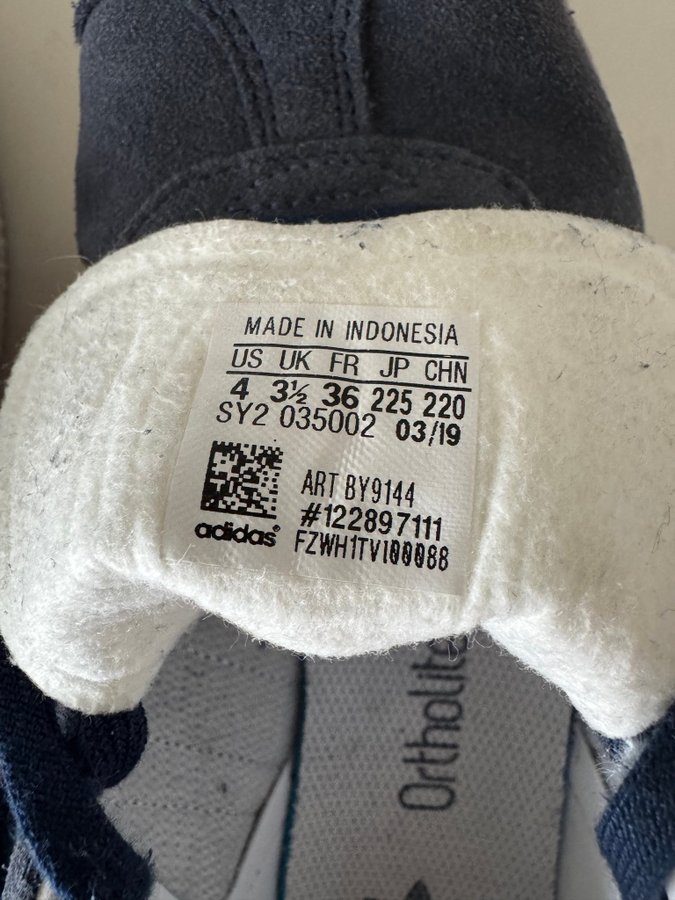 MADE IN INDONESIA
US UK FR JP CHN
4 3½ 36 225 220
SY2 035002 03/19
ART BY9144
#122897111
adidas® FZWH1TV100088
Ortholite